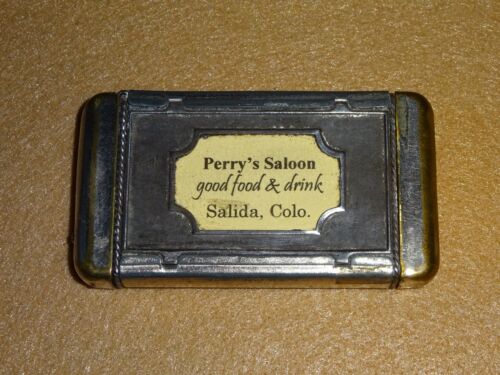 Perry's Saloon
good food & drink
Salida, Colo.